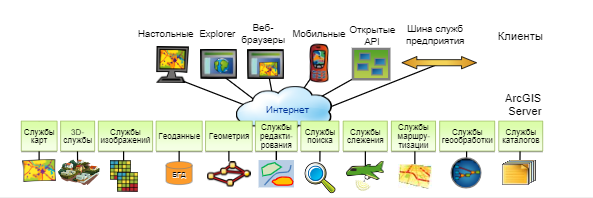 Настольные Explorer Веб-
браузеры
Мобильные Открытые
API
Шина служб
предприятия
Клиенты
Интернет
ArcGIS
Server
Службы
карт
3D-
службы
Службы
изображений
Геоданные
Геометрия
Службы
редакти-
рования
Службы
поиска
Службы
слежения
Службы
маршру-
тизации
Службы
геообработки
Службы
каталогов
БГД